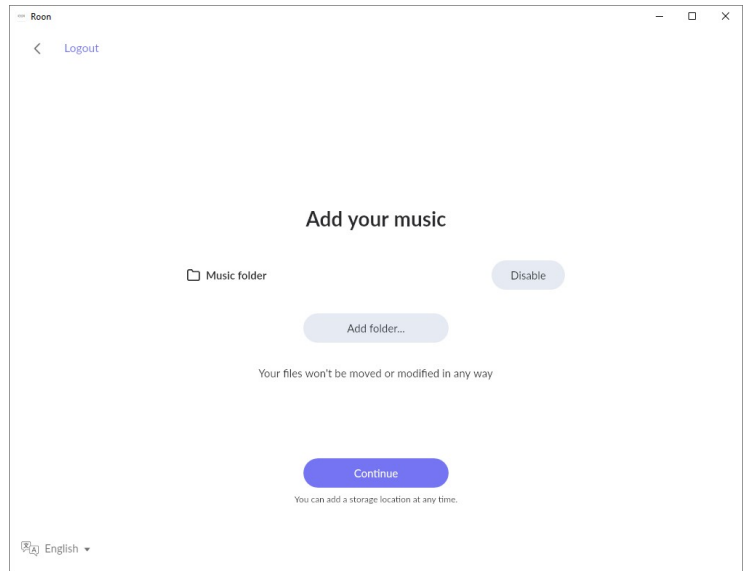 Roon
Logout
Add your music
Music folder
Disable
Add folder...
Your files won't be moved or modified in any way
Continue
You can add a storage location at any time.
English